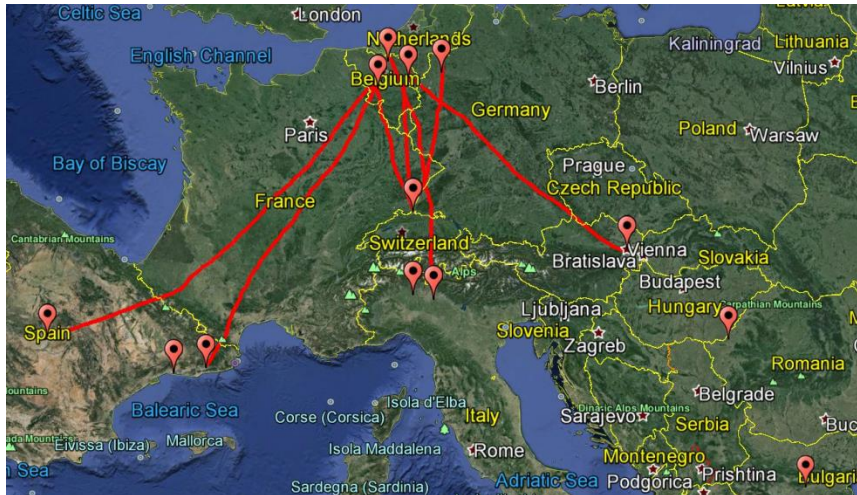 Celtic Sea
London
Netherlands
Kaliningrad
Lithuania
English Channel
Vilnius
Belgium
Berlin
Germany
Paris
Poland
Warsaw
Bay of Biscay
Prague
Czech Republic
France
Cantabrian Mountains
Switzerland
Vienna
Slovakia
Bratislava
Alps
Budapest
Hungary
Carpathian Mountains
Ljubljana
Slovenia
Spain
Zagreb
Romania
Belgrade
Balearic Sea
Isola d'Elba
Corse (Corsica)
Italy
Sarajevo
Dinaric Alps Mountains
Serbia
Buc
Eivissa (Ibiza)
Mallorca
Isola Maddalena
Rome
Montenegro
Prishtina
Bulgari
Sea
Adriatic Sea
Podgorica
Sardegna (Sardinia)